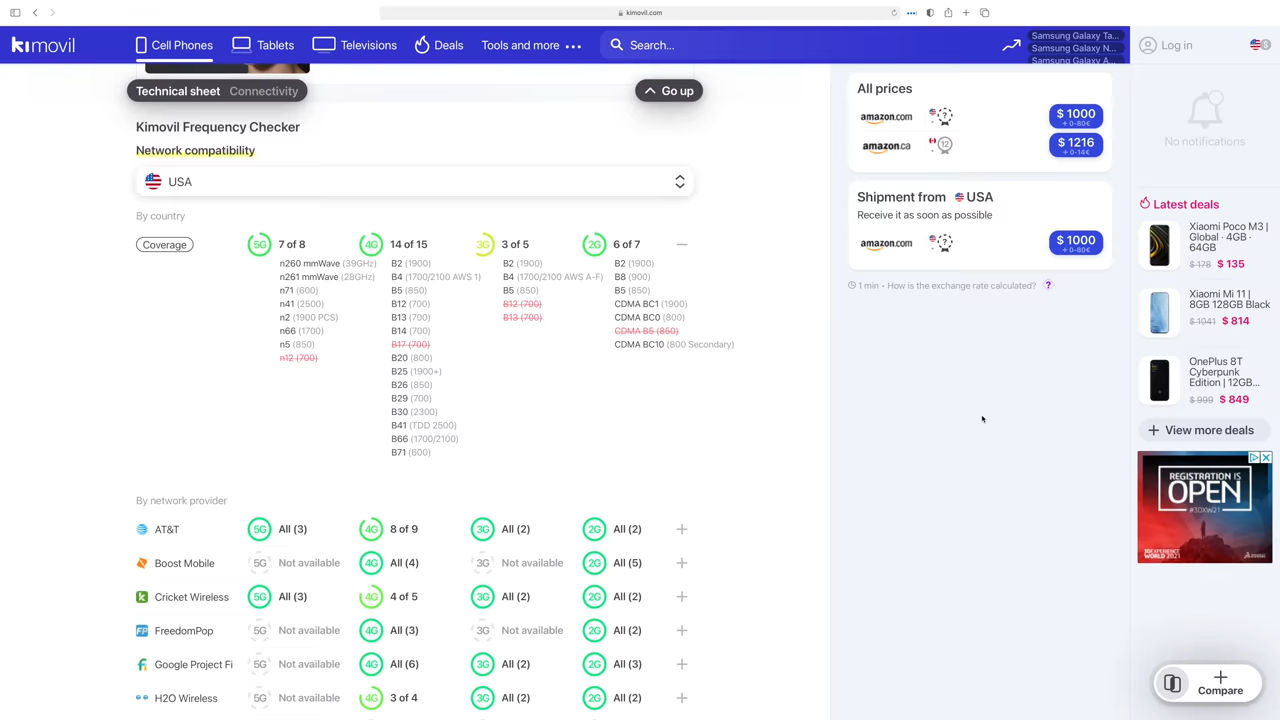 kimovil.com
kimovil
Cell Phones
Tablets
Televisions
Deals
Tools and more
Search...
Samsung Galaxy Ta...
Samsung Galaxy N...
Samsung Galaxy A...
Log in
Technical sheet Connectivity
Go up
Kimovil Frequency Checker
Network compatibility
USA
By country
Coverage
5G 7 of 8
n260 mmWave (39GHz)
n261 mmWave (28GHz)
n71 (600)
n41 (2500)
n2 (1900 PCS)
n66 (1700)
n5 (850)
n12 (700)
4G 14 of 15
B2 (1900)
B4 (1700/2100 AWS 1)
B5 (850)
B12 (700)
B13 (700)
B14 (700)
B17 (700)
B20 (800)
B25 (1900+)
B26 (850)
B29 (700)
B30 (2300)
B41 (TDD 2500)
B66 (1700/2100)
B71 (600)
3G 3 of 5
B2 (1900)
B4 (1700/2100 AWS A-F)
B5 (850)
B12 (700)
B13 (700)
2G 6 of 7
B2 (1900)
B8 (900)
B5 (850)
CDMA BC1 (1900)
CDMA BC0 (800)
CDMA B5 (850)
CDMA BC10 (800 Secondary)
By network provider
AT&T 5G All (3) 4G 8 of 9 3G All (2) 2G All (2)
Boost Mobile 5G Not available 4G All (4) 3G Not available 2G All (5)
Cricket Wireless 5G All (3) 4G 4 of 5 3G All (2) 2G All (2)
FreedomPop 5G Not available 4G All (3) 3G Not available 2G All (2)
Google Project Fi 5G Not available 4G All (6) 3G All (2) 2G All (3)
H2O Wireless 5G Not available 4G 3 of 4 3G All (2) 2G All (2)
All prices
amazon.com ? $ 1000
+ 0-80€
amazon.ca 12 $ 1216
+ 0-14€
Shipment from USA
Receive it as soon as possible
amazon.com ? $ 1000
+ 0-80€
1 min • How is the exchange rate calculated? ?
No notifications
Latest deals
Xiaomi Poco M3 |
Global · 4GB ·
64GB
$ 178 $ 135
Xiaomi Mi 11 |
8GB 128GB Black
$ 1041 $ 814
OnePlus 8T
Cyberpunk
Edition | 12GB...
$ 999 $ 849
View more deals
REGISTRATION IS
OPEN
#3DXW21
3DEXPERIENCE
WORLD 2021
Compare